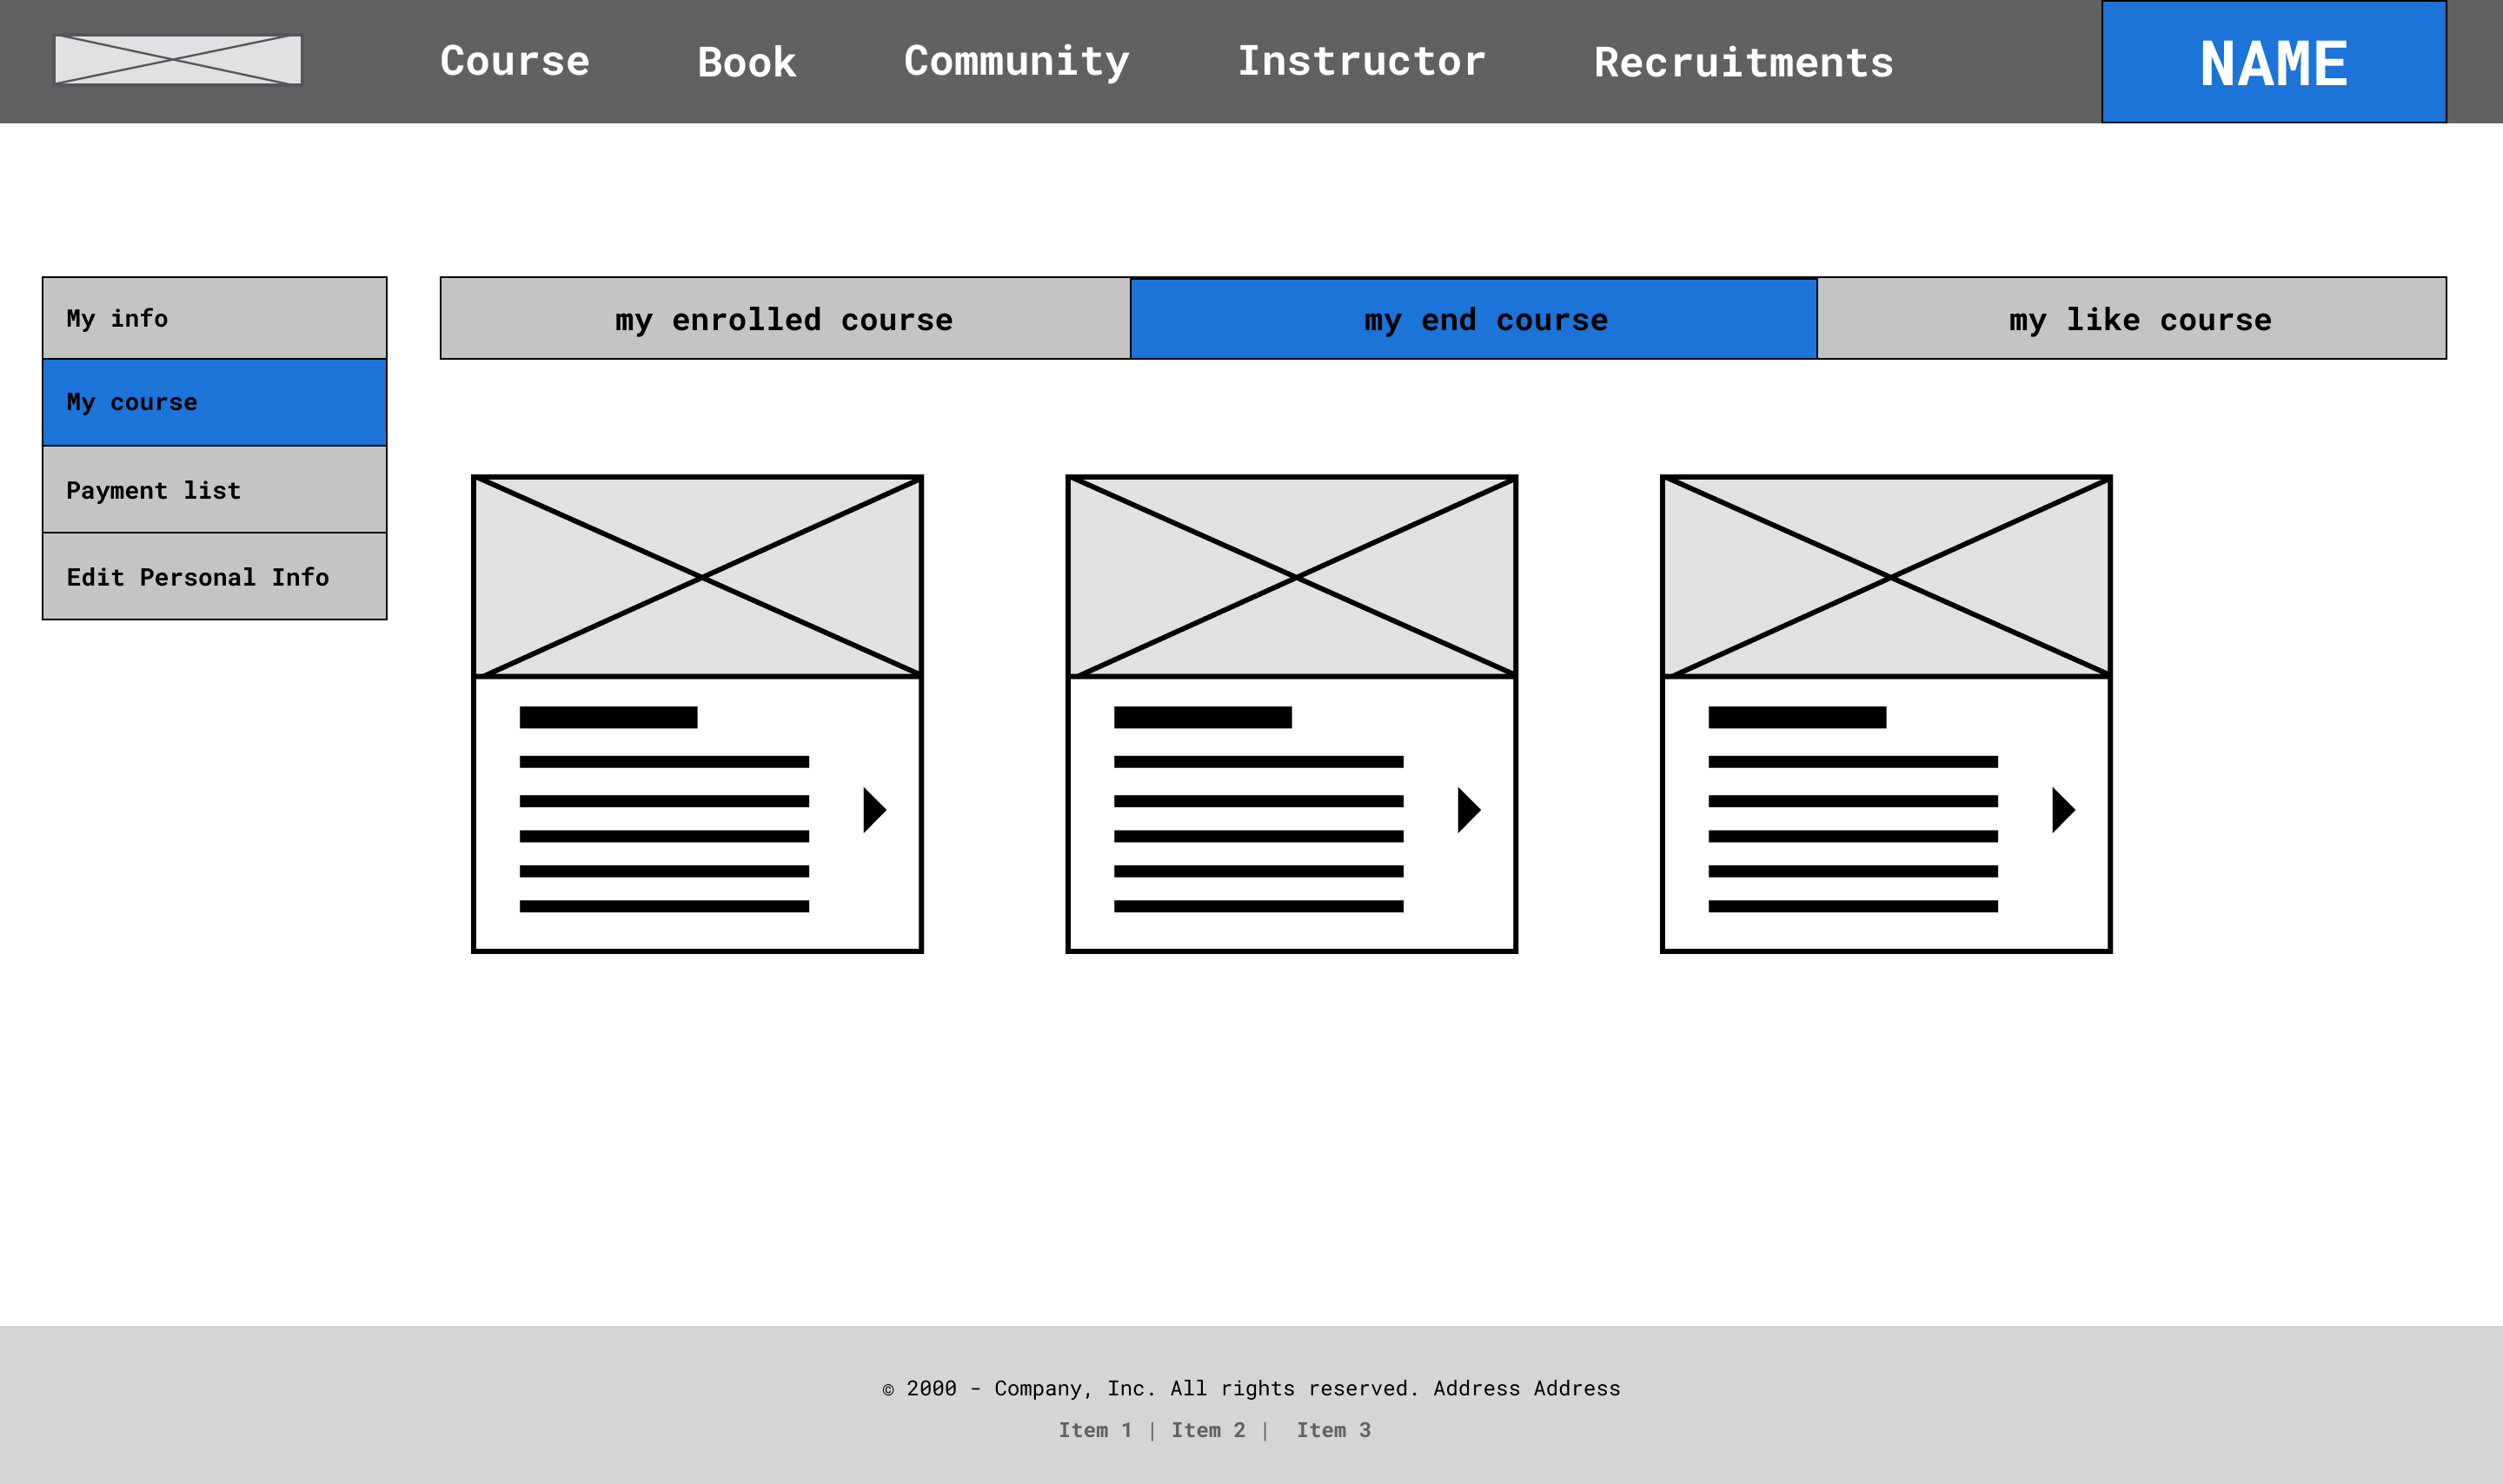 Course Book Community Instructor Recruitments NAME
My info
My course
Payment list
Edit Personal Info
my enrolled course my end course my like course
© 2000 - Company, Inc. All rights reserved. Address Address
Item 1 | Item 2 | Item 3